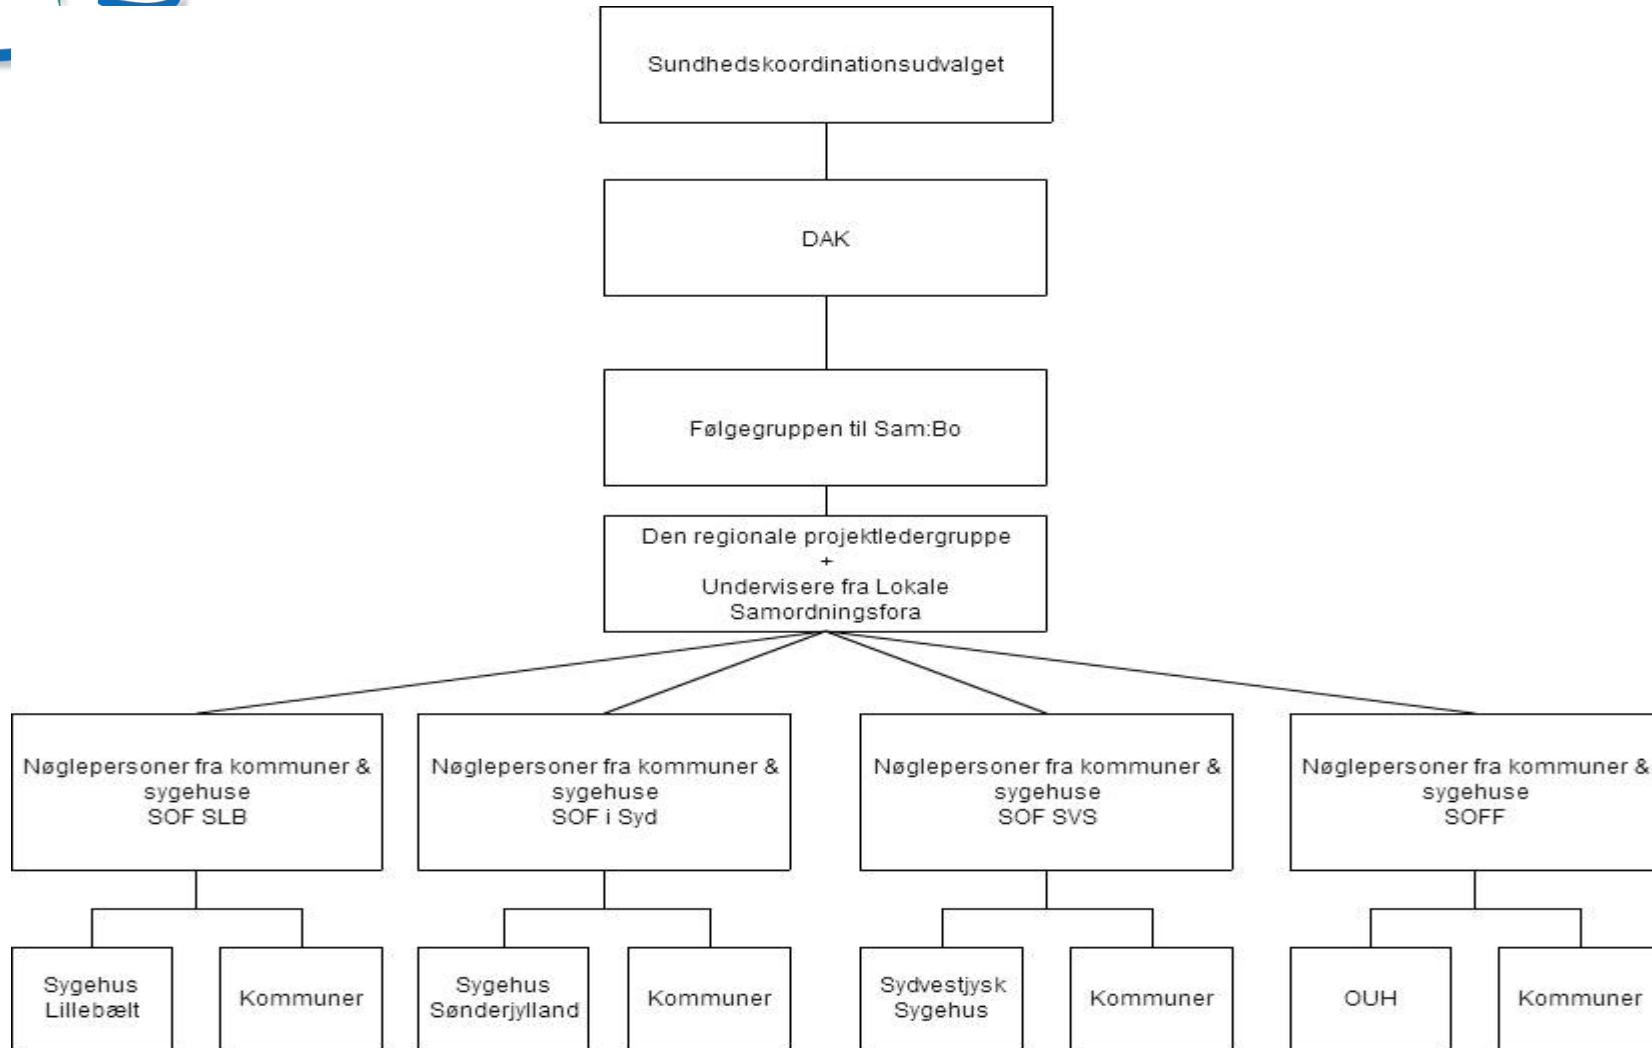 Sundhedskoordinationsudvalget
DAK
Følgegruppen til Sam:Bo
Den regionale projektledergruppe
+
Undervisere fra Lokale
Samordningsfora
Nøglepersoner fra kommuner &
sygehuse
SOF SLB
Nøglepersoner fra kommuner &
sygehuse
SOF i Syd
Nøglepersoner fra kommuner &
sygehuse
SOF SVS
Nøglepersoner fra kommuner &
sygehuse
SOFF
Sygehus
Lillebælt
Kommuner
Sygehus
Sønderjylland
Kommuner
Sydvestjysk
Sygehus
Kommuner
OUH
Kommuner